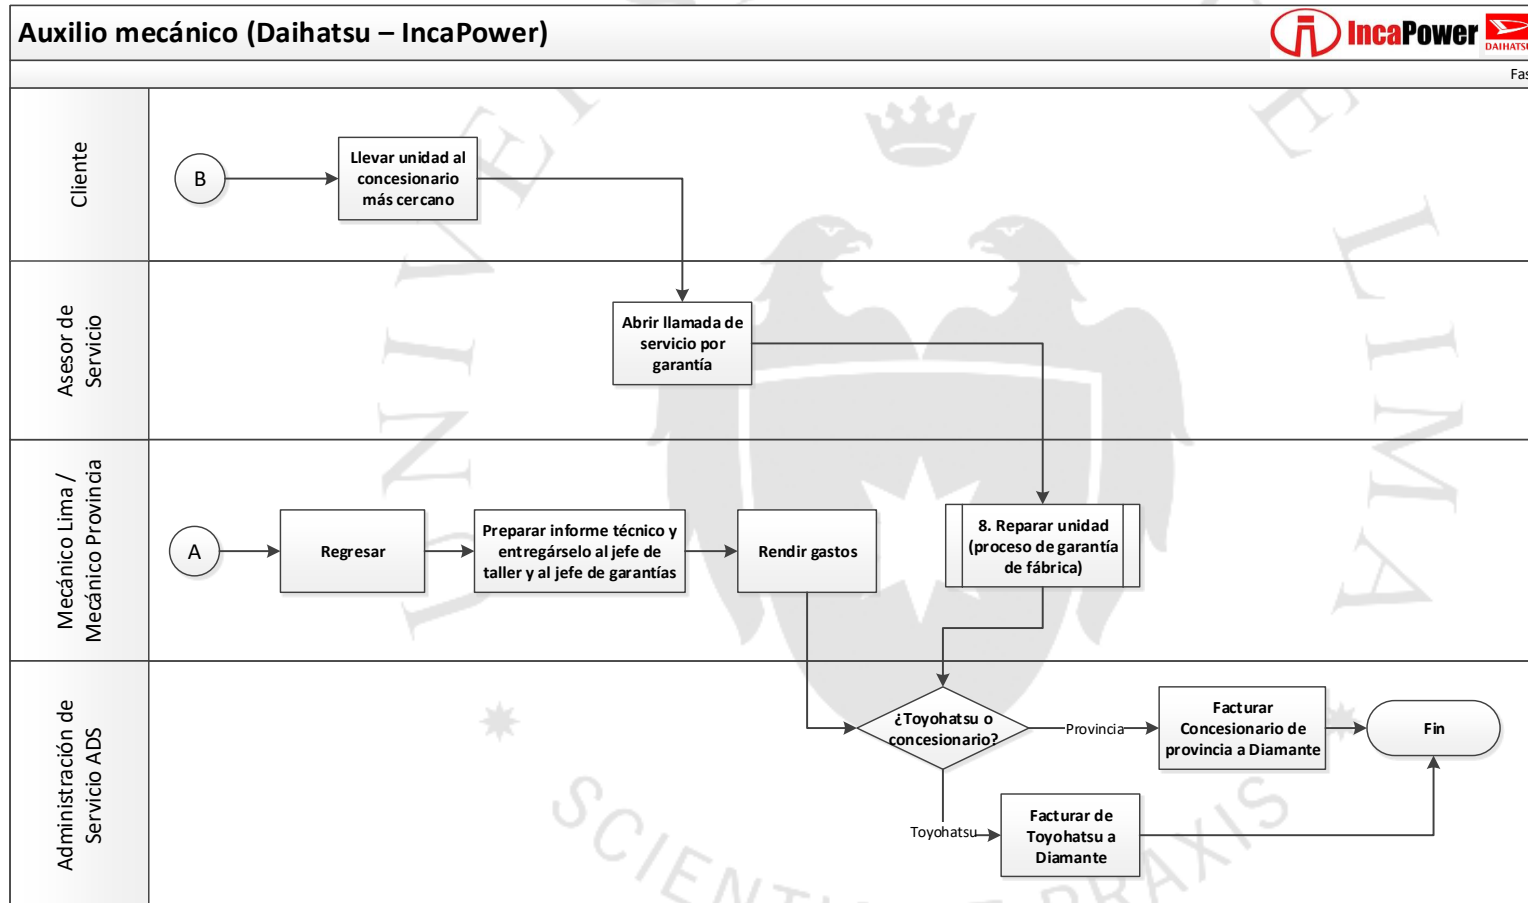 Auxilio mecánico (Daihatsu – IncaPower)
IncaPower
DAIHATSU
Fas
Cliente
B
Llevar unidad al
concesionario
más cercano
Asesor de
Servicio
Abrir llamada de
servicio por
garantía
Mecánico Lima /
Mecánico Provincia
A
Regresar
Preparar informe técnico y
entregárselo al jefe de
taller y al jefe de garantías
Rendir gastos
8. Reparar unidad
(proceso de garantía
de fábrica)
Administración de
Servicio ADS
¿Toyohatsu o
concesionario?
Provincia
Facturar
Concesionario de
provincia a Diamante
Fin
Toyohatsu
Facturar de
Toyohatsu a
Diamante